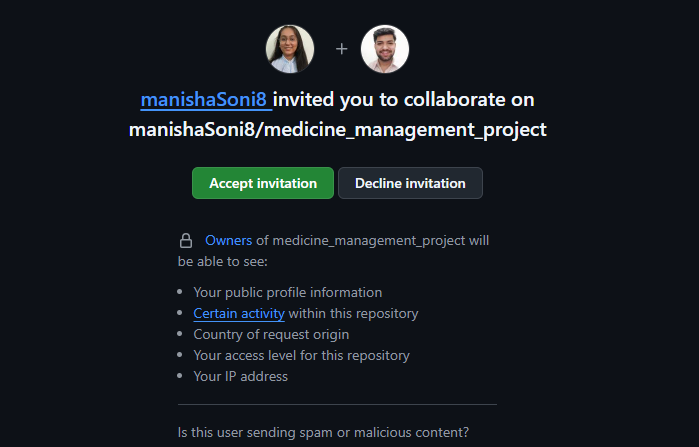 +
manishaSoni8 invited you to collaborate on
manishaSoni8/medicine_management_project
Accept invitation
Decline invitation
Owners of medicine_management_project will
be able to see:
• Your public profile information
• Certain activity within this repository
• Country of request origin
• Your access level for this repository
• Your IP address
Is this user sending spam or malicious content?